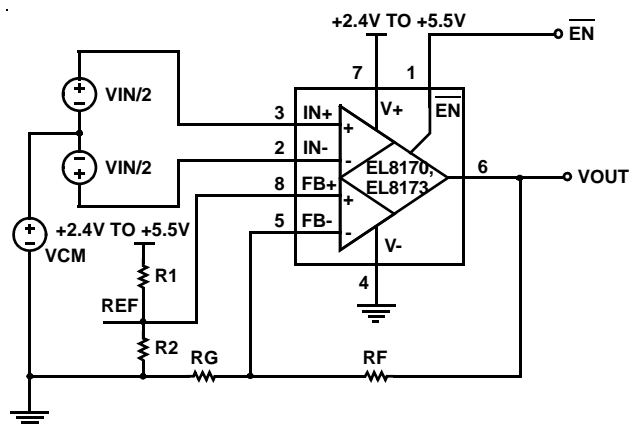 +2.4V TO +5.5V
EN
7
1
VIN/2
3
IN+
+
V+
EN
VIN/2
2
IN-
-
EL8170,
EL8173
6
VOUT
8
FB+
+
+2.4V TO +5.5V
5
FB-
-
VCM
V-
R1
4
REF
R2
RG
RF